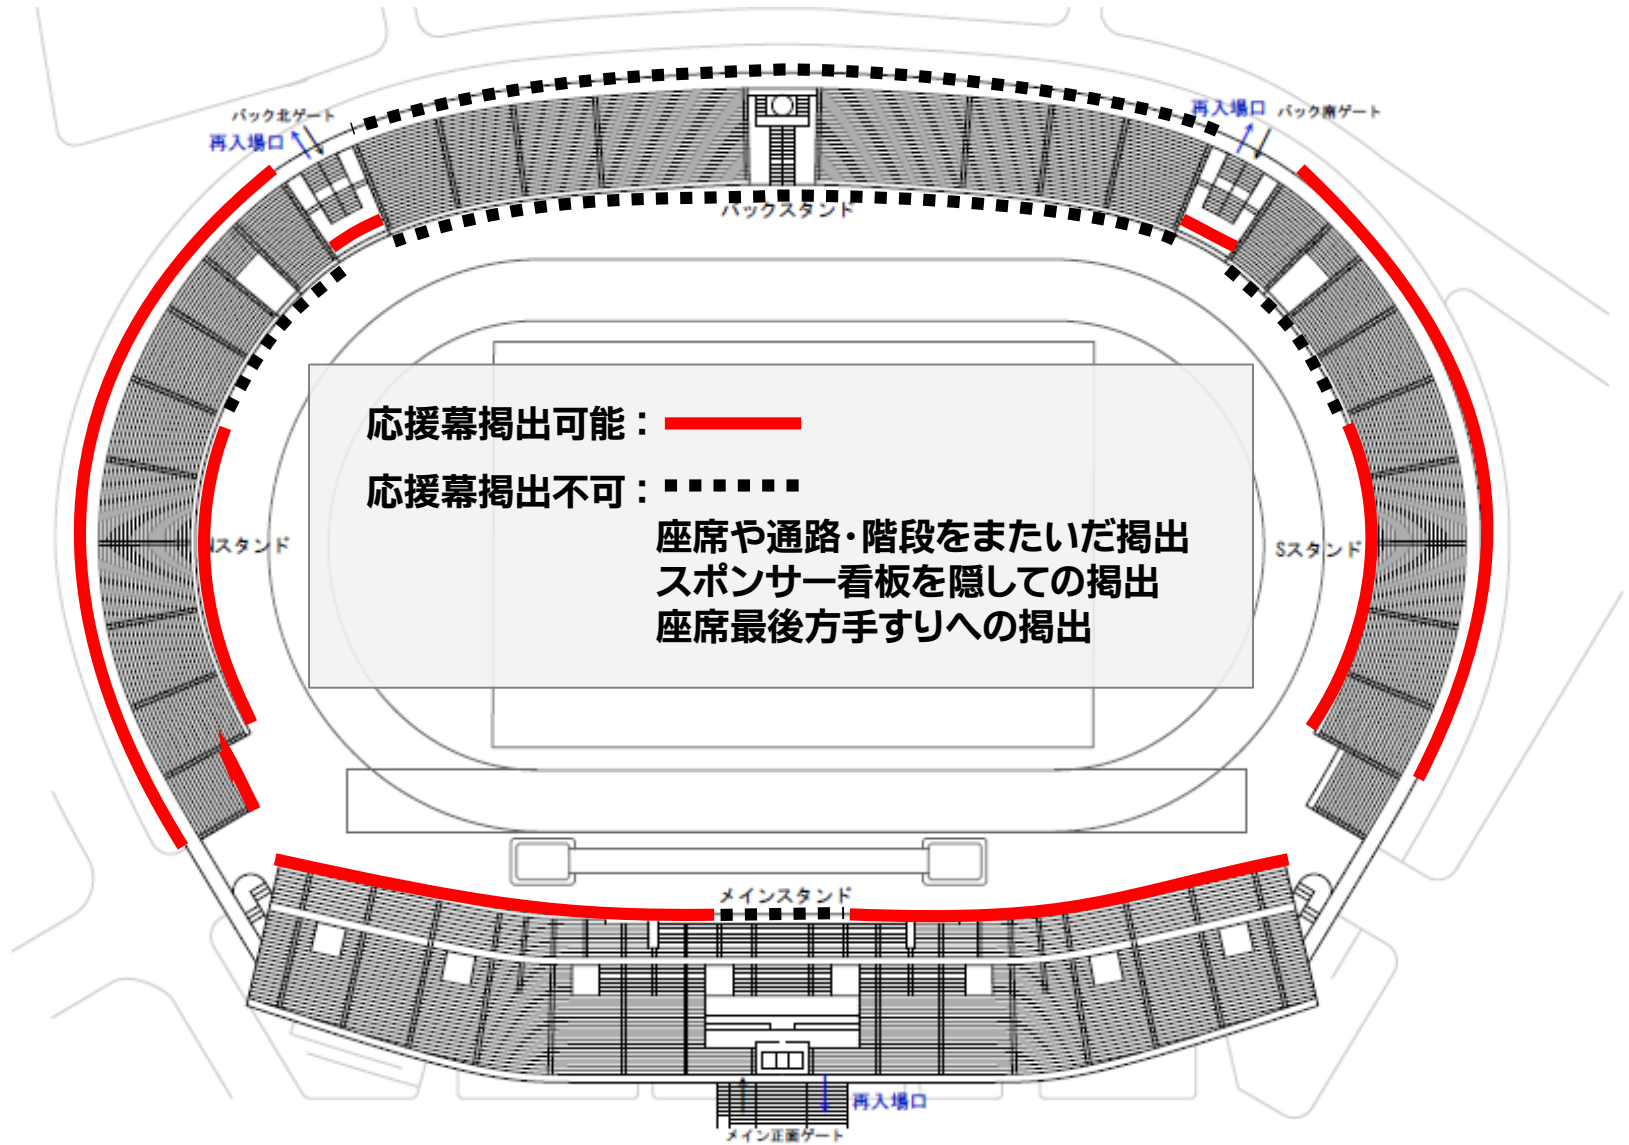 バック北ゲート
再入場口
再入場口
バック南ゲート
バックスタンド
応援幕掲出可能：
応援幕掲出不可：
座席や通路・階段をまたいだ掲出
スポンサー看板を隠しての掲出
座席最後方手すりへの掲出
Nスタンド
Sスタンド
メインスタンド
再入場口
メイン正面ゲート